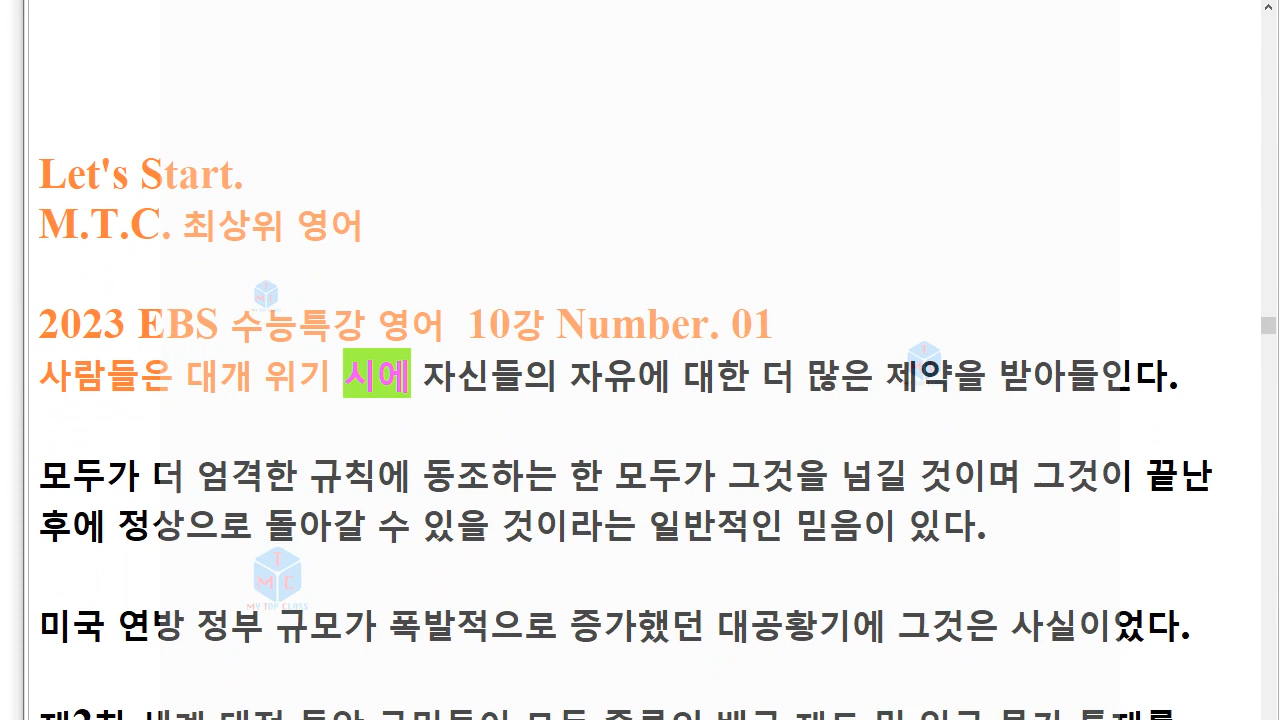 Let's Start.
M.T.C. 최상위 영어
2023 EBS 수능특강 영어 10강 Number. 01
사람들은 대개 위기 시에 자신들의 자유에 대한 더 많은 제약을 받아들인다.
모두가 더 엄격한 규칙에 동조하는 한 모두가 그것을 넘길 것이며 그것이 끝난
후에 정상으로 돌아갈 수 있을 것이라는 일반적인 믿음이 있다.
T
M C
MY TOP CLASS
미국 연방 정부 규모가 폭발적으로 증가했던 대공황기에 그것은 사실이었다.